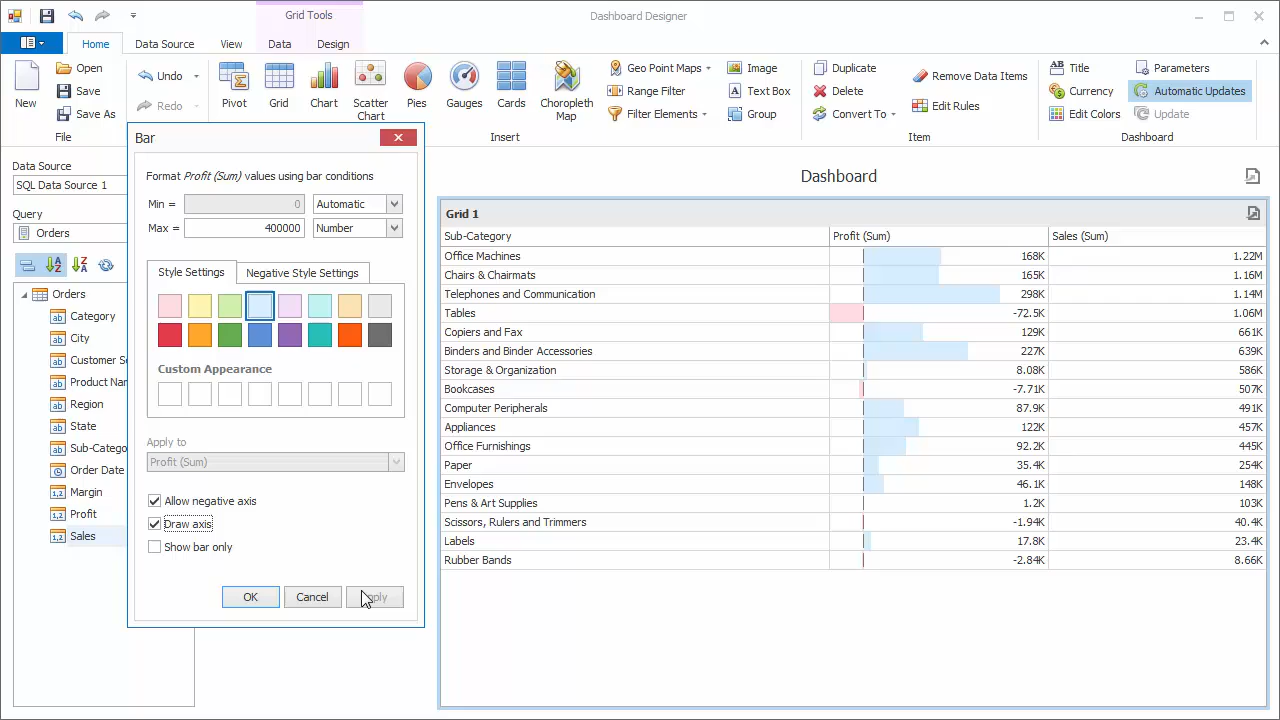 Grid Tools
Dashboard Designer
Home
Data Source
View
Data
Design
New
Open
Save
Save As
File
Undo
Redo
Pivot
Grid
Chart
Scatter Chart
Pies
Gauges
Cards
Choropleth Map
Geo Point Maps
Range Filter
Filter Elements
Image
Text Box
Group
Insert
Duplicate
Delete
Convert To
Remove Data Items
Edit Rules
Item
Title
Currency
Edit Colors
Parameters
Automatic Updates
Update
Dashboard
Data Source
SQL Data Source 1
Query
Orders
Orders
Category
City
Customer S
Product Nam
Region
State
Sub-Catego
Order Date
Margin
Profit
Sales
Bar
Format Profit (Sum) values using bar conditions
Min = 0 Automatic
Max = 400000 Number
Style Settings
Negative Style Settings
Custom Appearance
Apply to
Profit (Sum)
Allow negative axis
Draw axis
Show bar only
OK
Cancel
Dashboard
Grid 1
Sub-Category Profit (Sum) Sales (Sum)
Office Machines 168K 1.22M
Chairs & Chairmats 165K 1.16M
Telephones and Communication 298K 1.14M
Tables -72.5K 1.06M
Copiers and Fax 129K 661K
Binders and Binder Accessories 227K 639K
Storage & Organization 8.08K 586K
Bookcases -7.71K 507K
Computer Peripherals 87.9K 491K
Appliances 122K 457K
Office Furnishings 92.2K 445K
Paper 35.4K 254K
Envelopes 46.1K 148K
Pens & Art Supplies 1.2K 103K
Scissors, Rulers and Trimmers -1.94K 40.4K
Labels 17.8K 23.4K
Rubber Bands -2.84K 8.66K